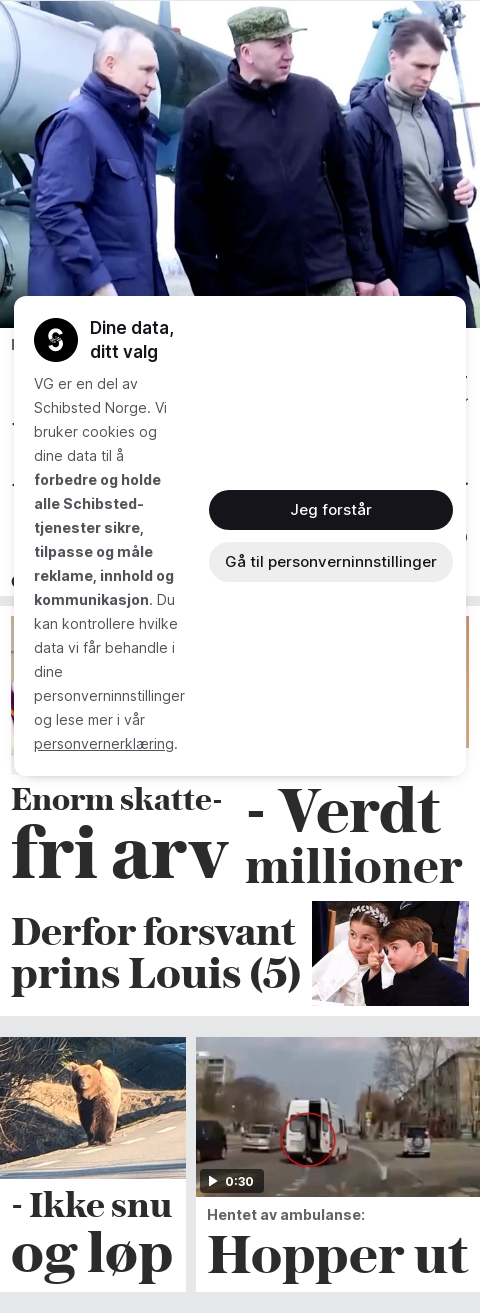 Dine data,
ditt valg
VG er en del av
Schibsted Norge. Vi
bruker cookies og
dine data til å
forbedre og holde
alle Schibsted-
tjenester sikre,
tilpasse og måle
reklame, innhold og
kommunikasjon. Du
kan kontrollere hvilke
data vi får behandle i
dine
personverninnstillinger
og lese mer i vår
personvernerklæring.
Jeg forstår
Gå til personverninnstillinger
Enorm skatte-
fri arv
- Verdt
millioner
Derfor forsvant
prins Louis (5)
- Ikke snu
og løp
0:30
Hentet av ambulanse:
Hopper ut